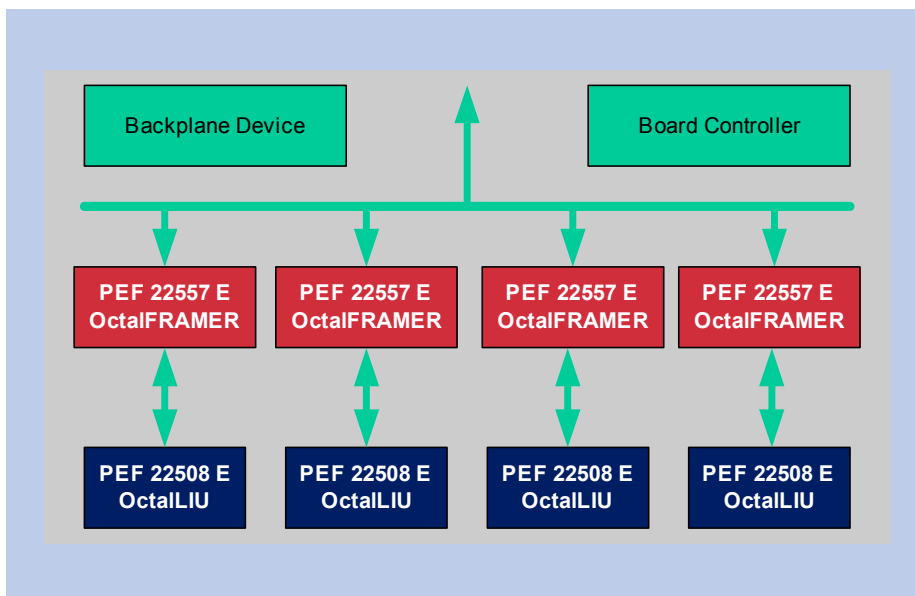 Backplane Device
Board Controller
PEF 22557 E
OctalFRAMER
PEF 22557 E
OctalFRAMER
PEF 22557 E
OctalFRAMER
PEF 22557 E
OctalFRAMER
PEF 22508 E
OctalLIU
PEF 22508 E
OctalLIU
PEF 22508 E
OctalLIU
PEF 22508 E
OctalLIU